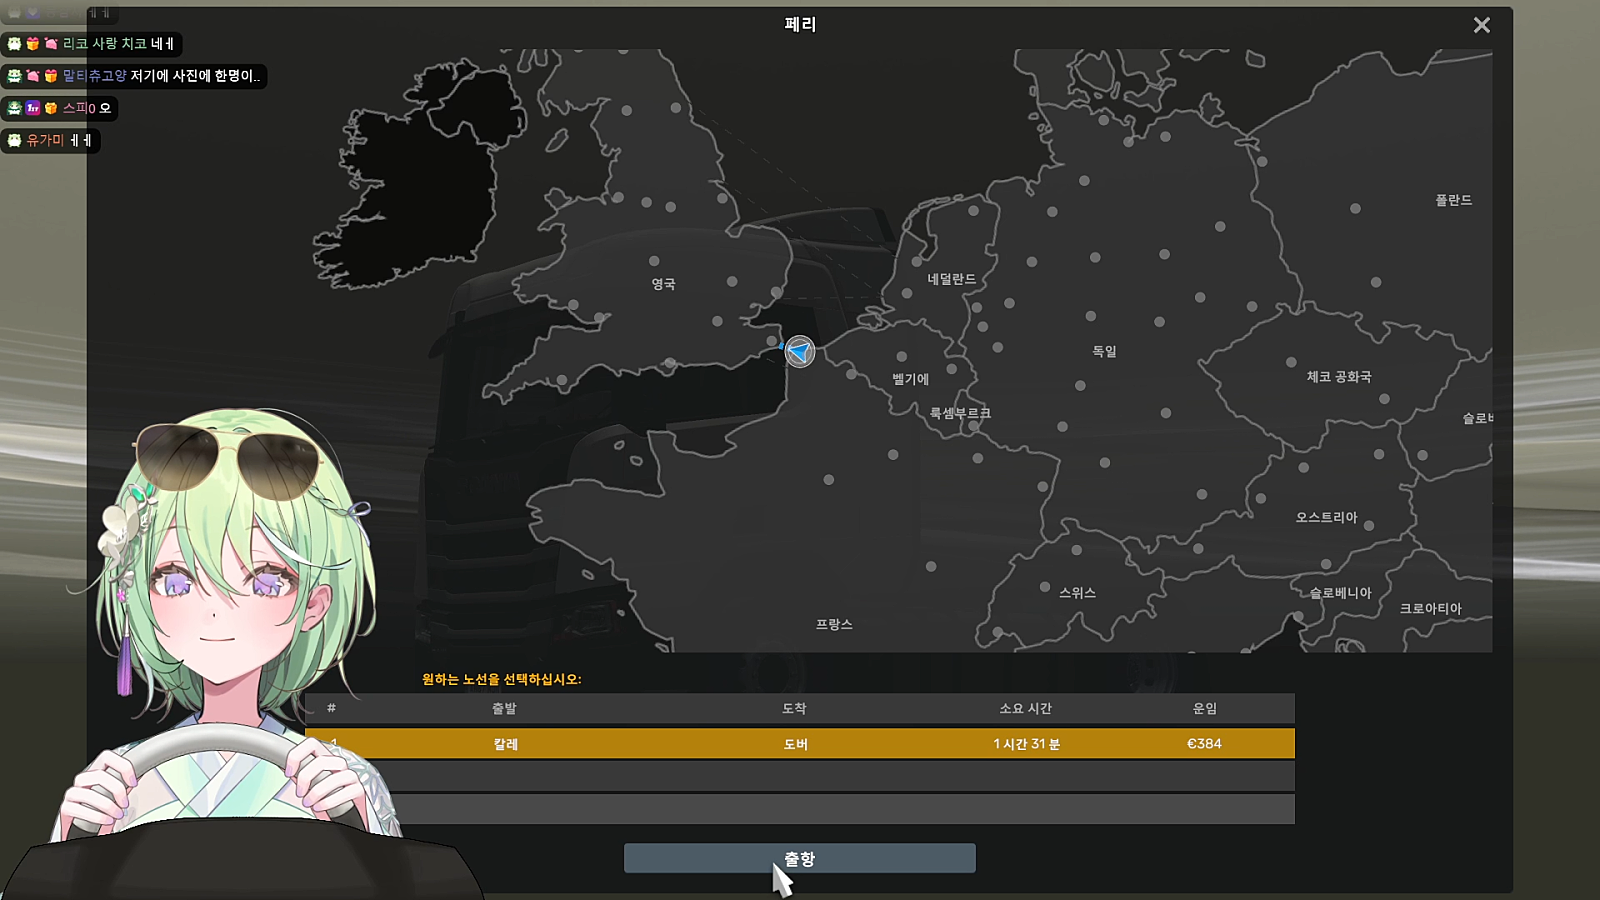 페리
리코 사랑 치코 네ㅔ
말티츄고양 저기에 사진에 한명이..
1ST 스피0 오
유가미 ㅔㅔ
폴란드
영국
네덜란드
독일
벨기에
체코 공화국
룩셈부르크
슬로바
오스트리아
스위스
슬로베니아
크로아티아
프랑스
원하는 노선을 선택하십시오:
# 출발 도착 소요 시간 운임
1 칼레 도버 1 시간 31 분 €384
출항